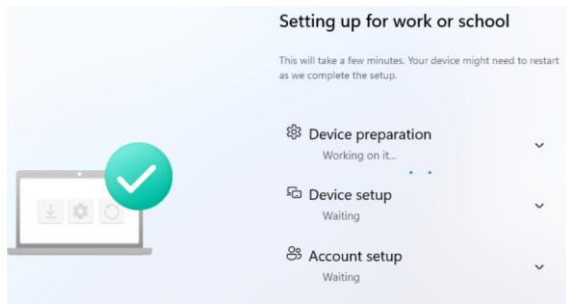 Setting up for work or school
This will take a few minutes. Your device might need to restart
as we complete the setup.
Device preparation
Working on it...
Device setup
Waiting
Account setup
Waiting